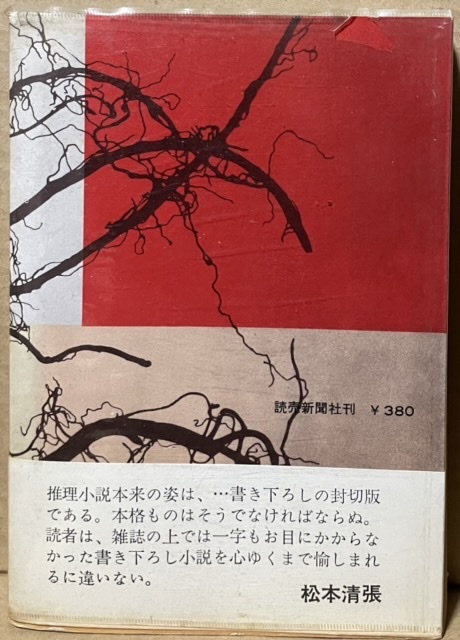 読売新聞社刊 ¥380
推理小説本来の姿は、…書き下ろしの封切版
である。本格ものはそうでなければならぬ。
読者は、雑誌の上では一字もお目にかからな
かった書き下ろし小説を心ゆくまで愉しまれ
るに違いない。
松本清張